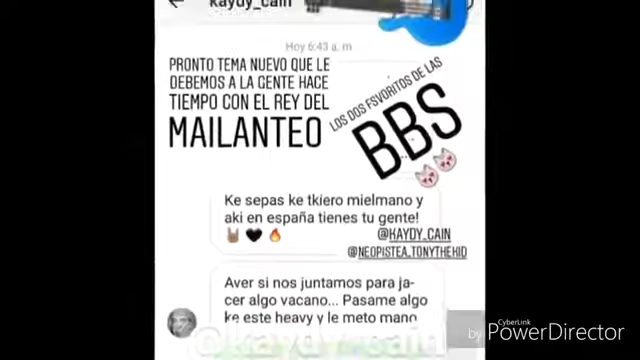 kaydy_cain
Hoy 6:43 a. m
PRONTO TEMA NUEVO QUE LE
DEBEMOS A LA GENTE HACE
TIEMPO CON EL REY DEL
MAILANTEO
LOS DOS FSVORITOS DE LAS
BBS
Ke sepas ke tkiero mielmano y
aki en españa tienes tu gente!
@KAYDY_CAIN
@NEOPISTEA_TONYTHEKID
Aver si nos juntamos para ja-
cer algo vacano... Pasame algo
ke este heavy y le meto mano
@kaydy_cain
by CyberLink
PowerDirector